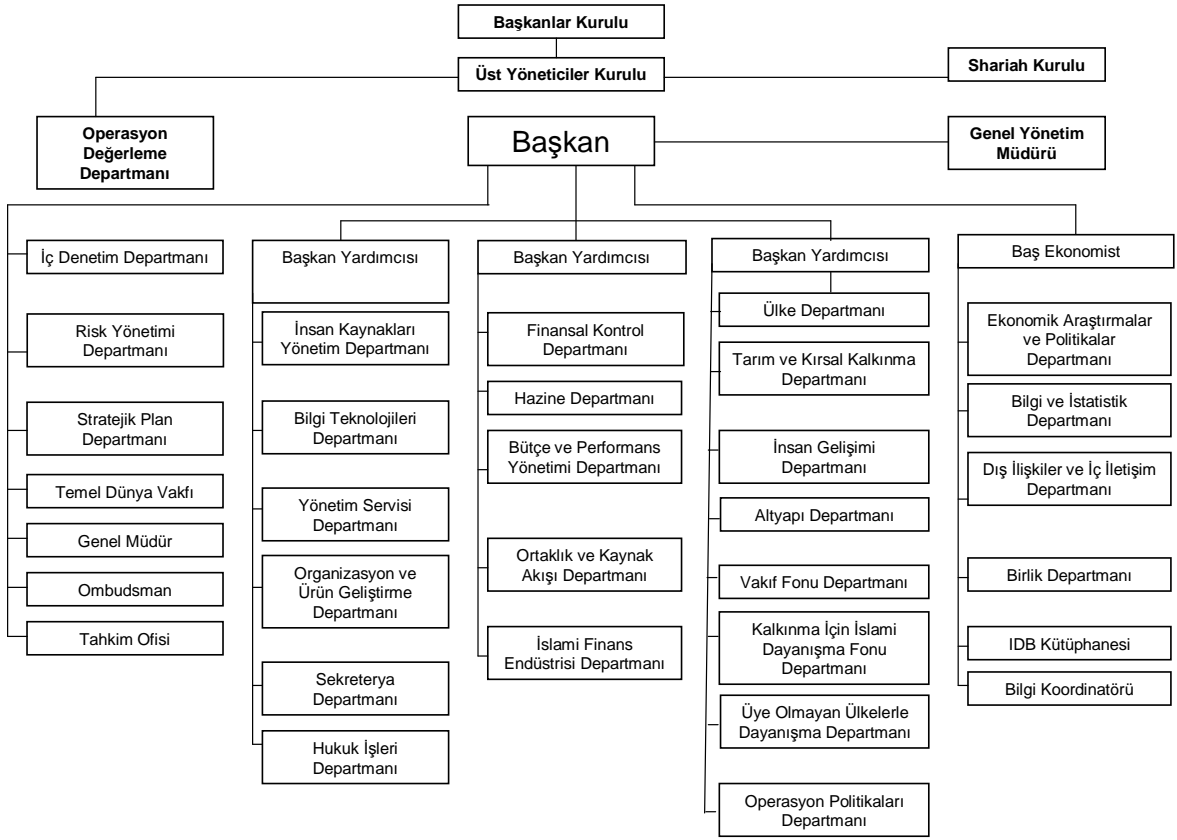 Başkanlar Kurulu
Üst Yöneticiler Kurulu
Shariah Kurulu
Operasyon
Değerleme
Departmanı
Başkan
Genel Yönetim
Müdürü
İç Denetim Departmanı
Risk Yönetimi
Departmanı
Stratejik Plan
Departmanı
Temel Dünya Vakfı
Genel Müdür
Ombudsman
Tahkim Ofisi
Başkan Yardımcısı
İnsan Kaynakları
Yönetim Departmanı
Bilgi Teknolojileri
Departmanı
Yönetim Servisi
Departmanı
Organizasyon ve
Ürün Geliştirme
Departmanı
Sekreterya
Departmanı
Hukuk İşleri
Departmanı
Başkan Yardımcısı
Finansal Kontrol
Departmanı
Hazine Departmanı
Bütçe ve Performans
Yönetimi Departmanı
Ortaklık ve Kaynak
Akışı Departmanı
İslami Finans
Endüstrisi Departmanı
Başkan Yardımcısı
Ülke Departmanı
Tarım ve Kırsal Kalkınma
Departmanı
İnsan Gelişimi
Departmanı
Altyapı Departmanı
Vakıf Fonu Departmanı
Kalkınma İçin İslami
Dayanışma Fonu
Departmanı
Üye Olmayan Ülkelerle
Dayanışma Departmanı
Operasyon Politikaları
Departmanı
Baş Ekonomist
Ekonomik Araştırmalar
ve Politikalar
Departmanı
Bilgi ve İstatistik
Departmanı
Dış İlişkiler ve İç İletişim
Departmanı
Birlik Departmanı
IDB Kütüphanesi
Bilgi Koordinatörü